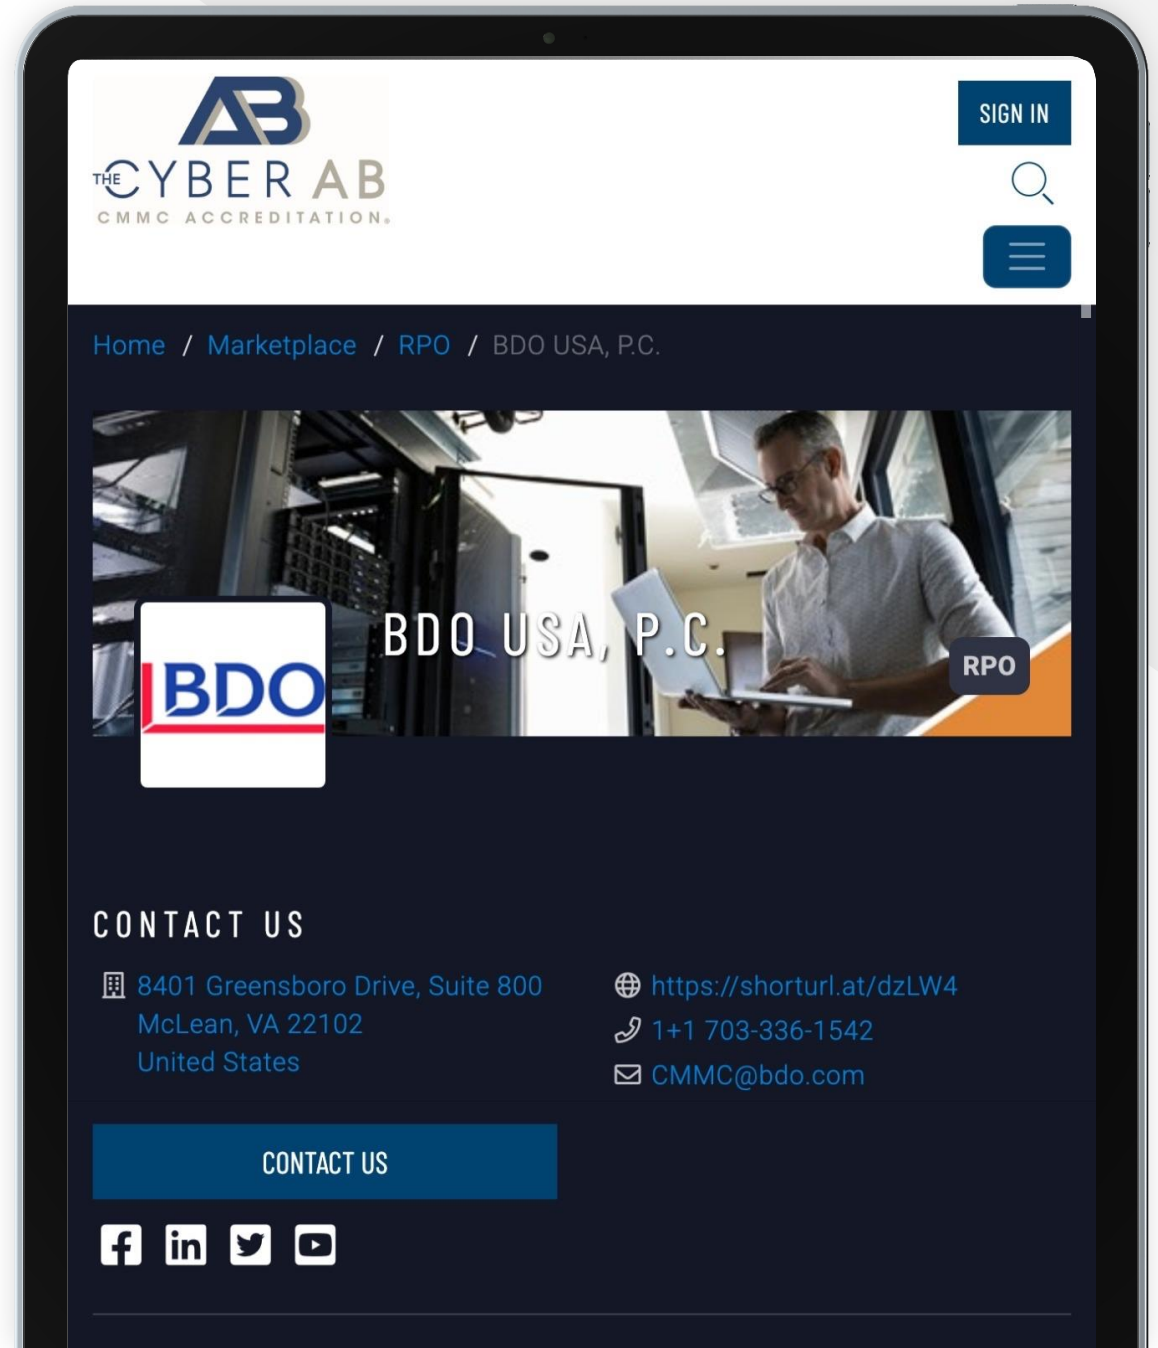 AB
THE CYBER AB
CMMC ACCREDITATION®
SIGN IN
Home / Marketplace / RPO / BDO USA, P.C.
BDO USA, P.C.
BDO
RPO
CONTACT US
8401 Greensboro Drive, Suite 800
McLean, VA 22102
United States
https://shorturl.at/dzLW4
1+1 703-336-1542
CMMC@bdo.com
CONTACT US